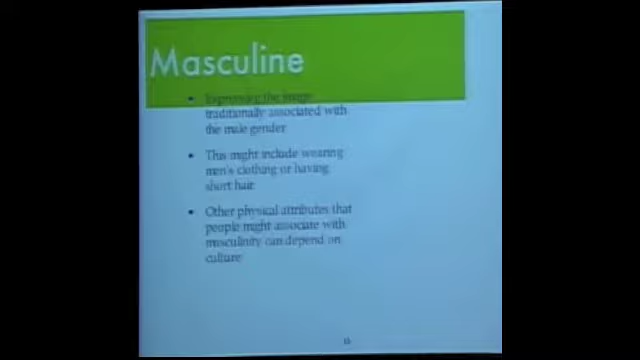 Masculine
• Expressing the image
traditionally associated with
the male gender
• This might include wearing
men's clothing or having
short hair
• Other physical attributes that
people might associate with
masculinity can depend on
culture